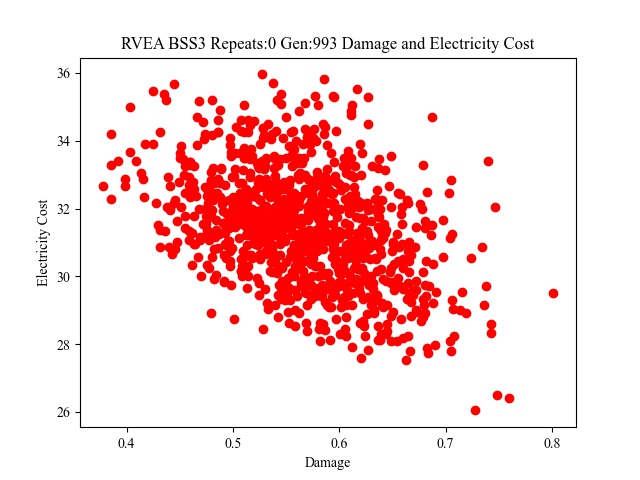 RVEA BSS3 Repeats:0 Gen:993 Damage and Electricity Cost
36
34
32
30
28
26
Electricity Cost
0.4 0.5 0.6 0.7 0.8
Damage